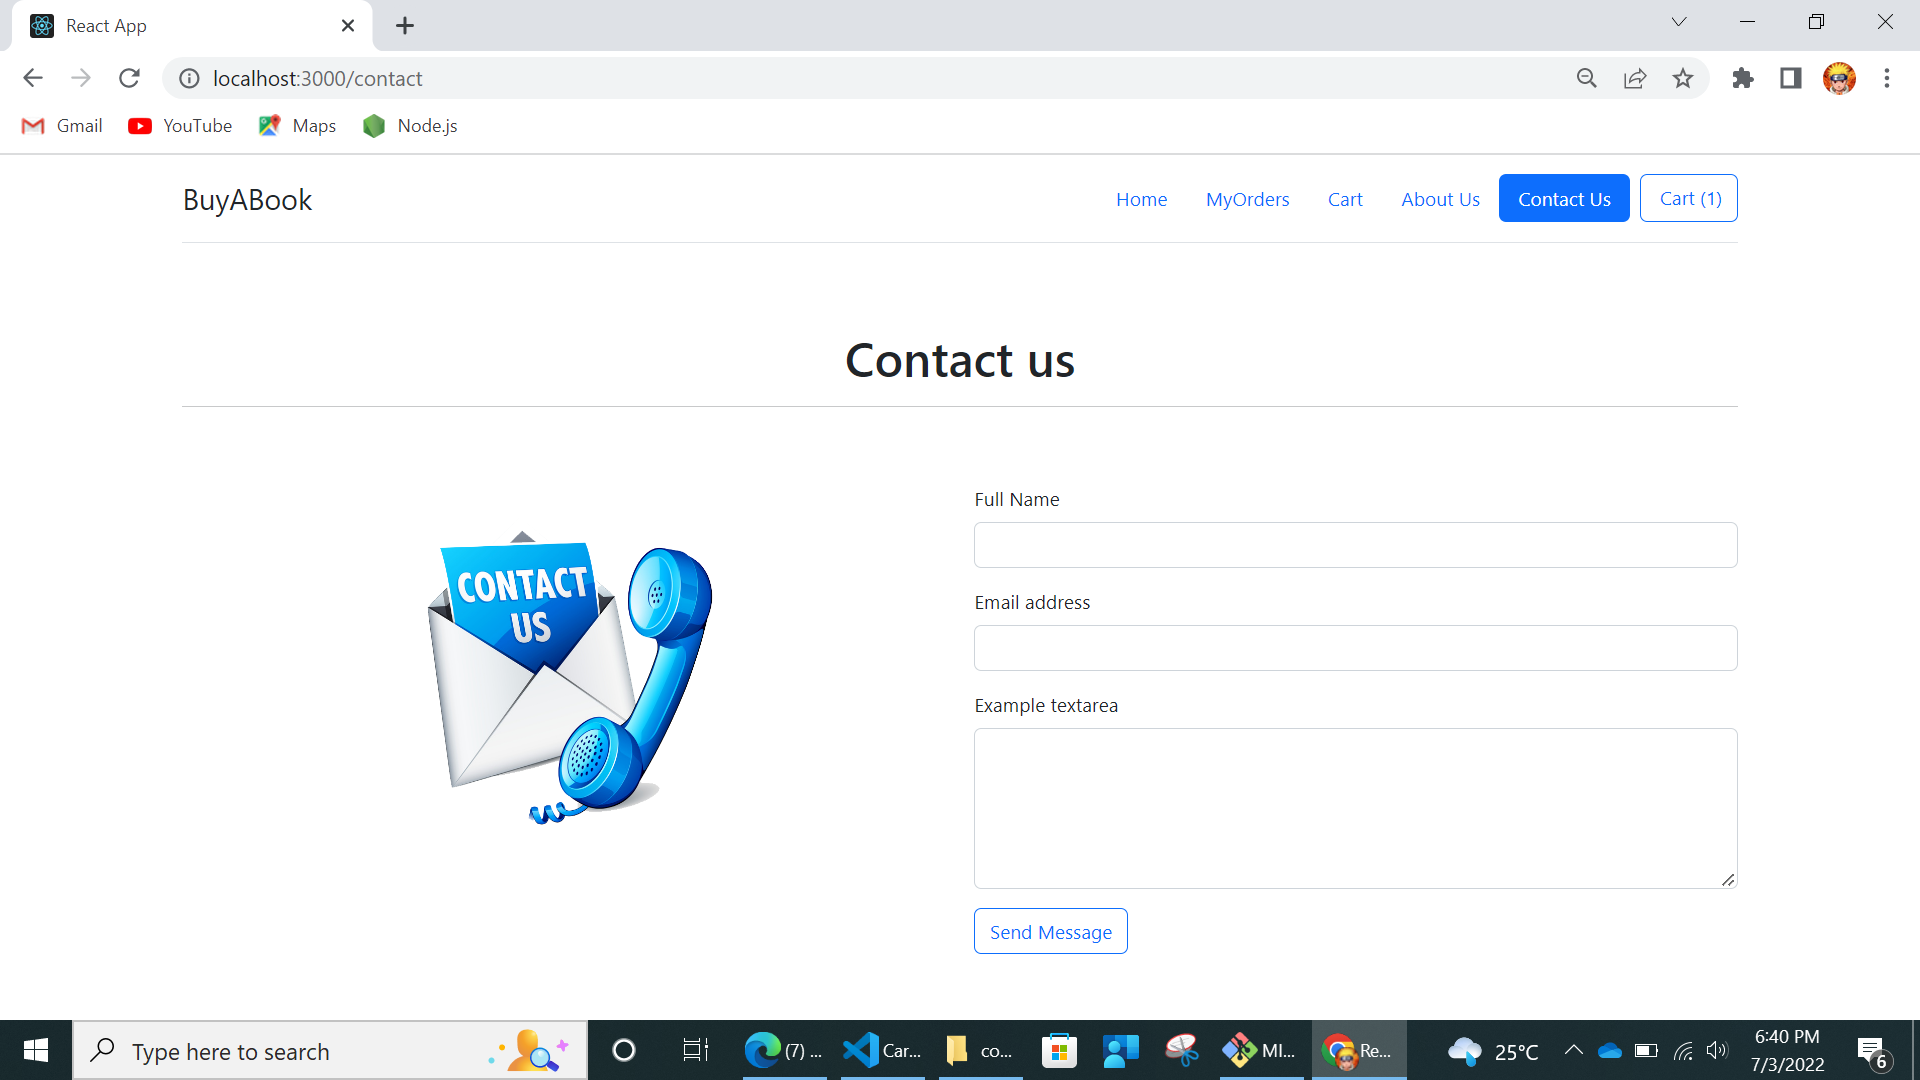 React App
localhost:3000/contact
Gmail YouTube Maps Node.js
BuyABook Home MyOrders Cart About Us Contact Us Cart (1)
Contact us
CONTACT
US
Full Name
Email address
Example textarea
Send Message
Type here to search (7) ... Car... co... MI... Re... 25°C 6:40 PM
7/3/2022 6